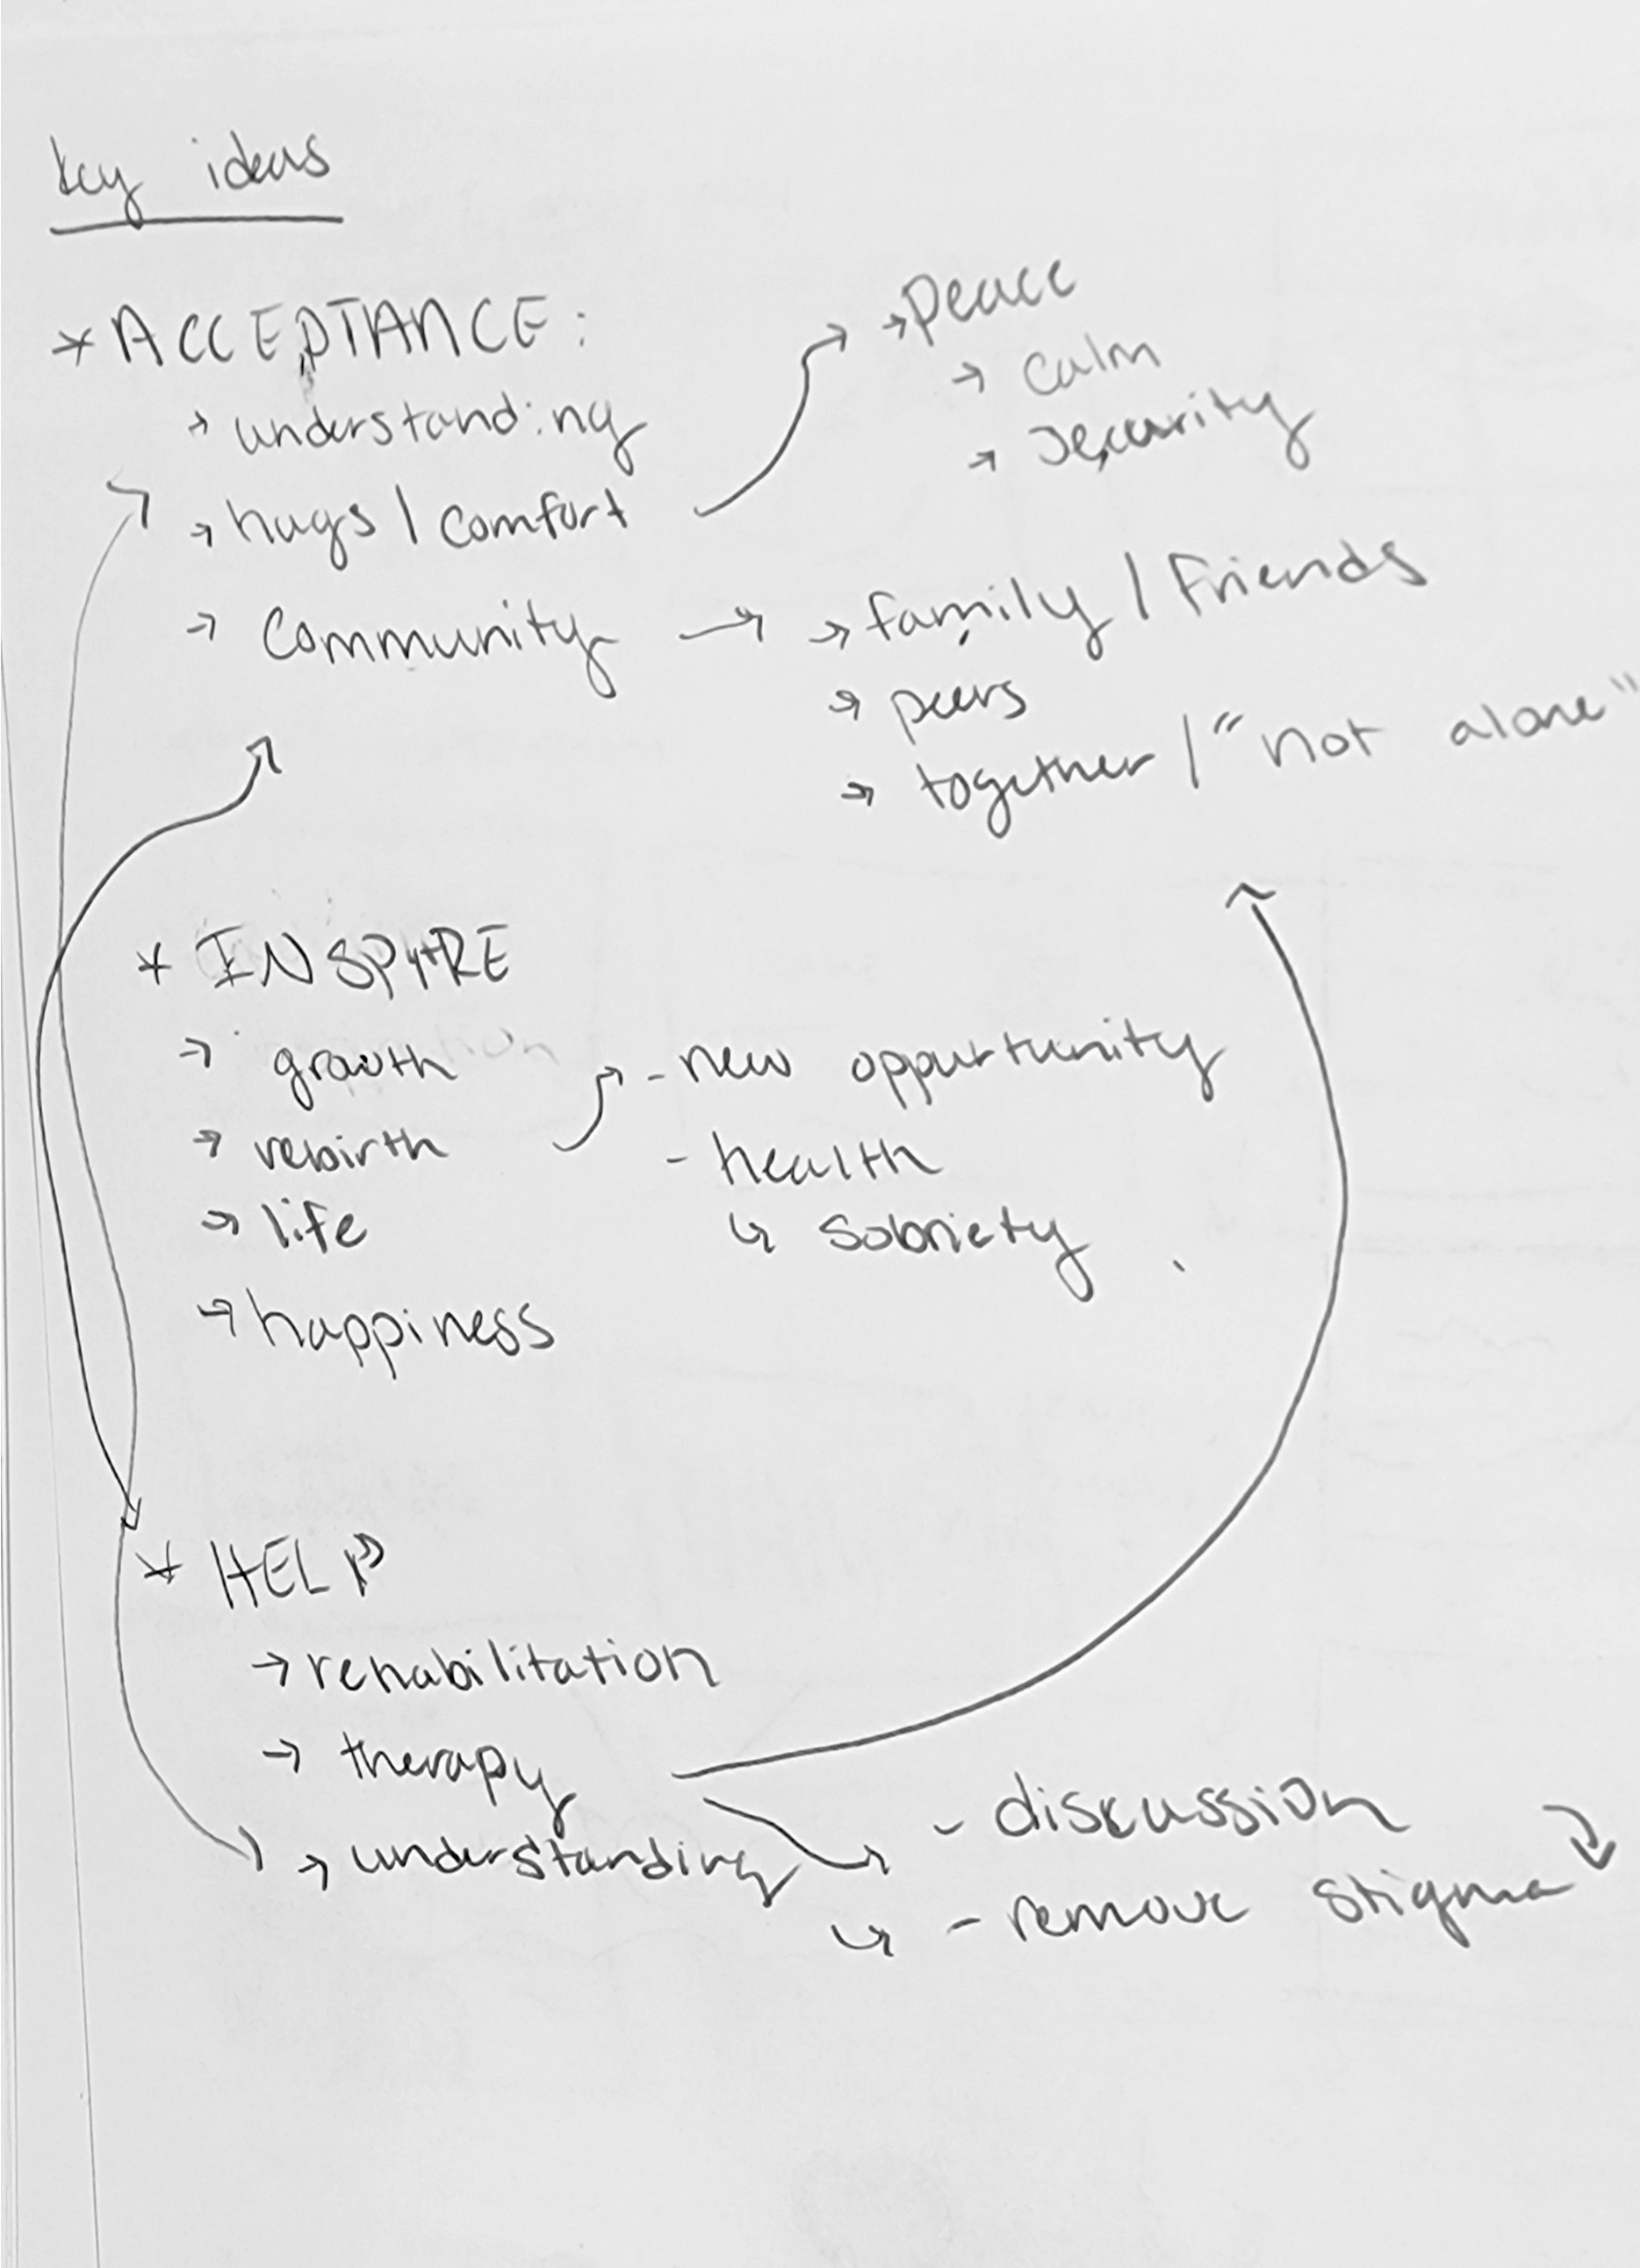 key ideas
* ACCEPTANCE:
→ understanding
→ hugs / comfort
→ Community
→ peace
→ calm
→ security
→ family / friends
→ peers
→ together / "not alone"
* INSPIRE
→ growth
→ rebirth
→ life
→ happiness
- new oppurtunity
- health
↳ sobriety
* HELP
→ rehabilitation
→ therapy
→ understanding
- discussion
- remove stigma